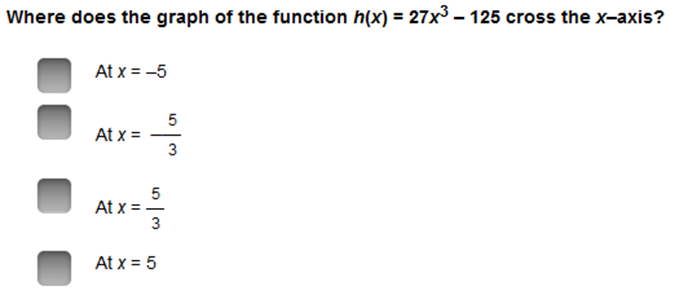 Where does the graph of the function h(x) = 27x³ – 125 cross the x–axis?
At x = –5
At x = – 5/3
At x = 5/3
At x = 5